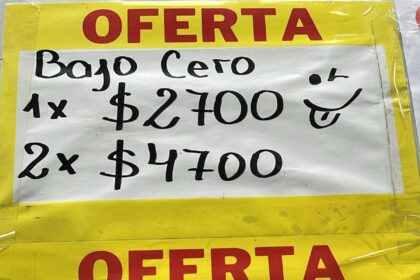 OFERTA
Bajo Cero
1x $2700
2x $4700
OFERTA